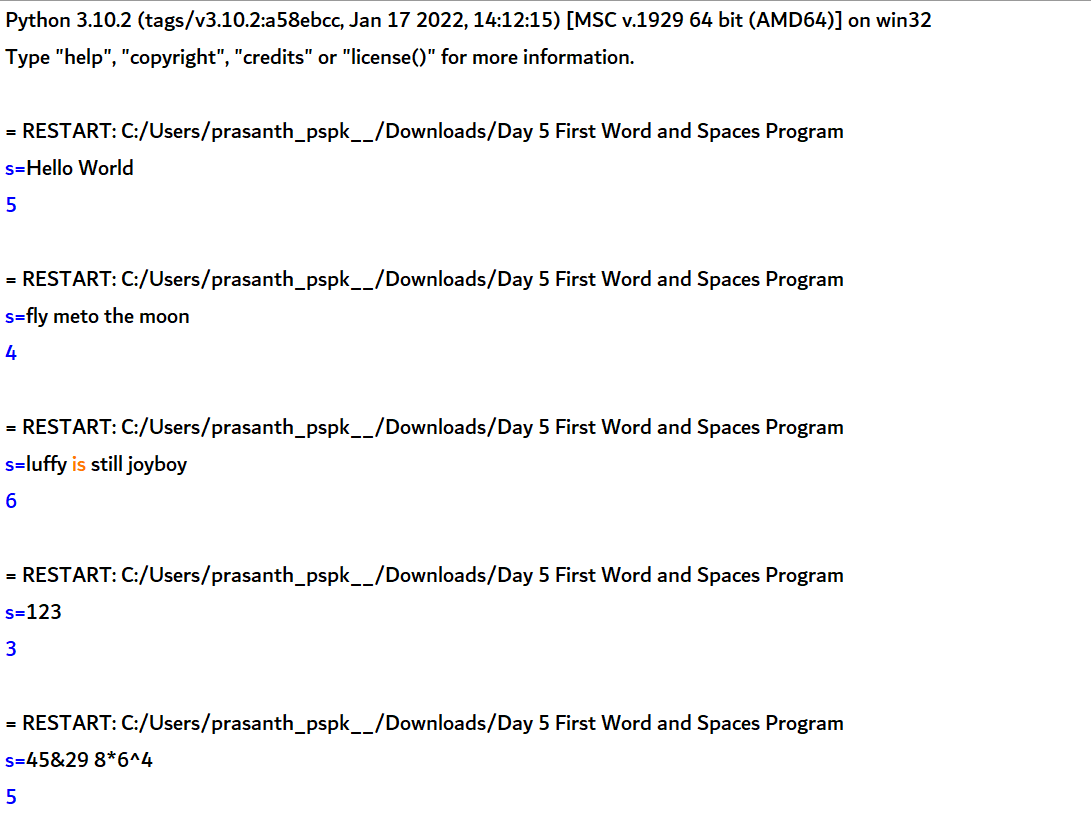 Python 3.10.2 (tags/v3.10.2:a58ebcc, Jan 17 2022, 14:12:15) [MSC v.1929 64 bit (AMD64)] on win32
Type "help", "copyright", "credits" or "license()" for more information.
= RESTART: C:/Users/prasanth_pspk__/Downloads/Day 5 First Word and Spaces Program
s=Hello World
5
= RESTART: C:/Users/prasanth_pspk__/Downloads/Day 5 First Word and Spaces Program
s=fly meto the moon
4
= RESTART: C:/Users/prasanth_pspk__/Downloads/Day 5 First Word and Spaces Program
s=luffy is still joyboy
6
= RESTART: C:/Users/prasanth_pspk__/Downloads/Day 5 First Word and Spaces Program
s=123
3
= RESTART: C:/Users/prasanth_pspk__/Downloads/Day 5 First Word and Spaces Program
s=45&29 8*6^4
5